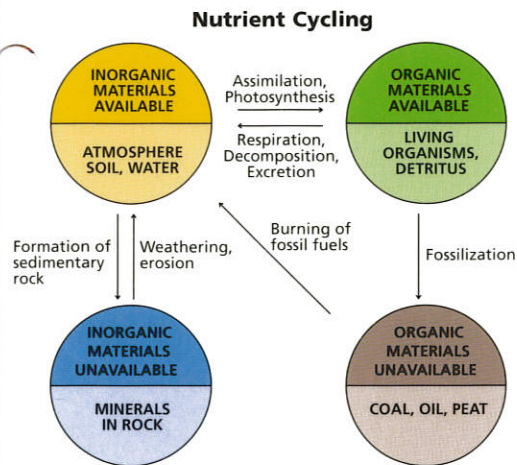 Nutrient Cycling
INORGANIC
MATERIALS
AVAILABLE
ATMOSPHERE
SOIL, WATER
Assimilation,
Photosynthesis
Respiration,
Decomposition,
Excretion
ORGANIC
MATERIALS
AVAILABLE
LIVING
ORGANISMS,
DETRITUS
Formation of
sedimentary
rock
Weathering,
erosion
Burning of
fossil fuels
Fossilization
INORGANIC
MATERIALS
UNAVAILABLE
MINERALS
IN ROCK
ORGANIC
MATERIALS
UNAVAILABLE
COAL, OIL, PEAT